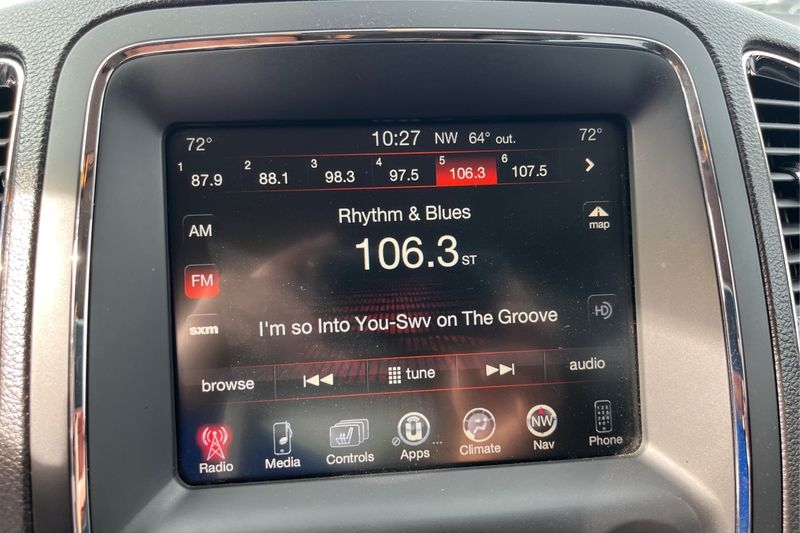 72° 10:27 NW 64° out. 72°
1 87.9 2 88.1 3 98.3 4 97.5 5 106.3 6 107.5
Rhythm & Blues
AM 106.3 ST map
FM
sxm I'm so Into You-Swv on The Groove HD
browse tune audio
Radio Media Controls Apps Climate NW Nav Phone